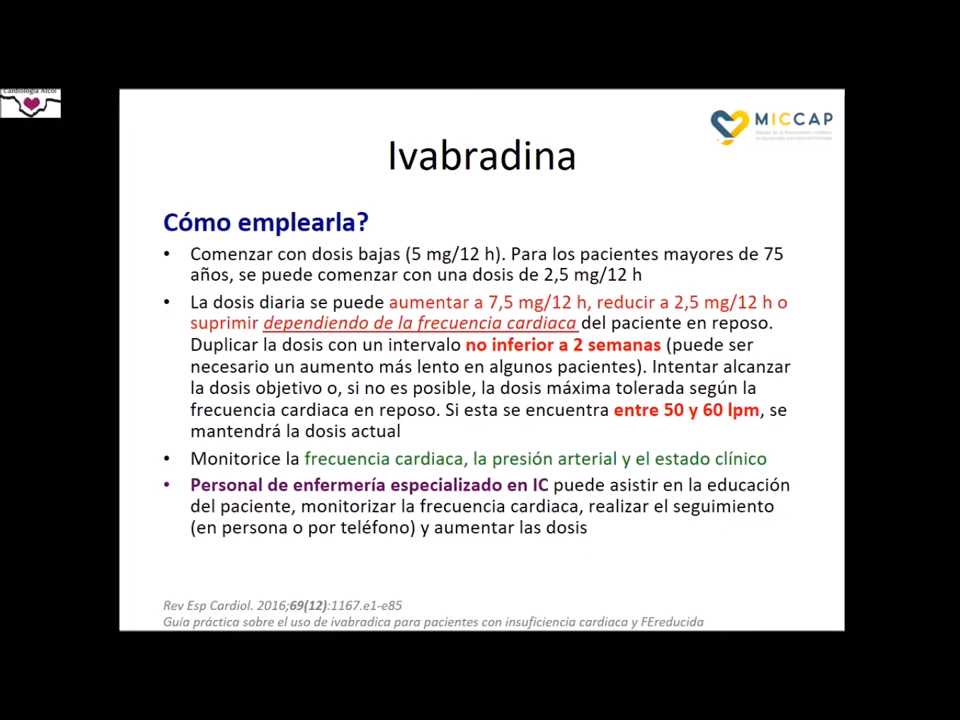 Cardiología Alcoi
MICCAP
Ivabradina
Cómo emplearla?
• Comenzar con dosis bajas (5 mg/12 h). Para los pacientes mayores de 75
años, se puede comenzar con una dosis de 2,5 mg/12 h
• La dosis diaria se puede aumentar a 7,5 mg/12 h, reducir a 2,5 mg/12 h o
suprimir dependiendo de la frecuencia cardiaca del paciente en reposo.
Duplicar la dosis con un intervalo no inferior a 2 semanas (puede ser
necesario un aumento más lento en algunos pacientes). Intentar alcanzar
la dosis objetivo o, si no es posible, la dosis máxima tolerada según la
frecuencia cardiaca en reposo. Si esta se encuentra entre 50 y 60 lpm, se
mantendrá la dosis actual
• Monitorice la frecuencia cardiaca, la presión arterial y el estado clínico
• Personal de enfermería especializado en IC puede asistir en la educación
del paciente, monitorizar la frecuencia cardiaca, realizar el seguimiento
(en persona o por teléfono) y aumentar las dosis
Rev Esp Cardiol. 2016;69(12):1167.e1-e85
Guía práctica sobre el uso de ivabradica para pacientes con insuficiencia cardiaca y FEreducida